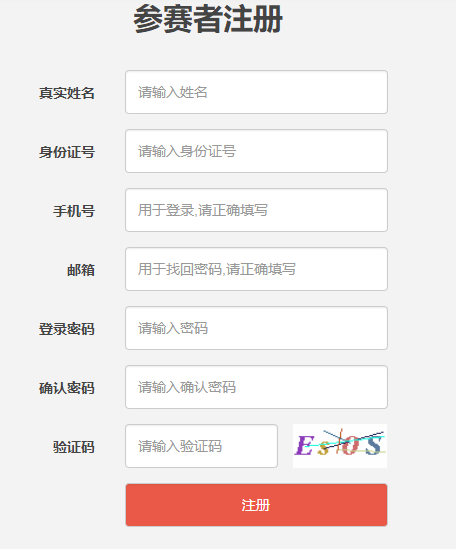 参赛者注册
真实姓名 请输入姓名
身份证号 请输入身份证号
手机号 用于登录,请正确填写
邮箱 用于找回密码,请正确填写
登录密码 请输入密码
确认密码 请输入确认密码
验证码 请输入验证码 EsOS
注册